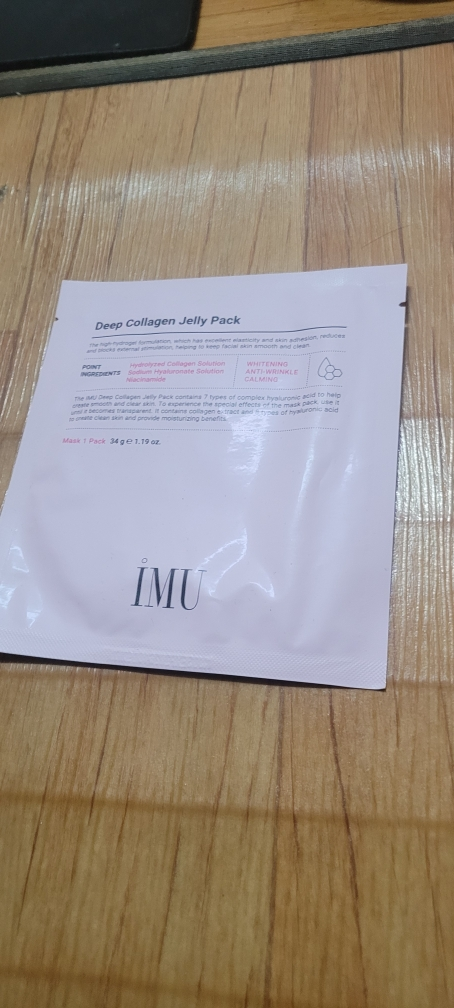 Deep Collagen Jelly Pack
The high-hydrogel formulation, which has excellent elasticity and skin adhesion, reduces
and blocks external stimulation, helping to keep facial skin smooth and clean.
POINT
INGREDIENTS
Hydrolyzed Collagen Solution
Sodium Hyaluronate Solution
Niacinamide
WHITENING
ANTI-WRINKLE
CALMING
The IMU Deep Collagen Jelly Pack contains 7 types of complex hyaluronic acid to help
create smooth and clear skin. To experience the special effects of the mask pack, use it
until it becomes transparent. It contains collagen extract and types of hyaluronic acid
to create clean skin and provide moisturizing benefits.
Mask 1 Pack 34 g ℮ 1.19 oz.
IMU